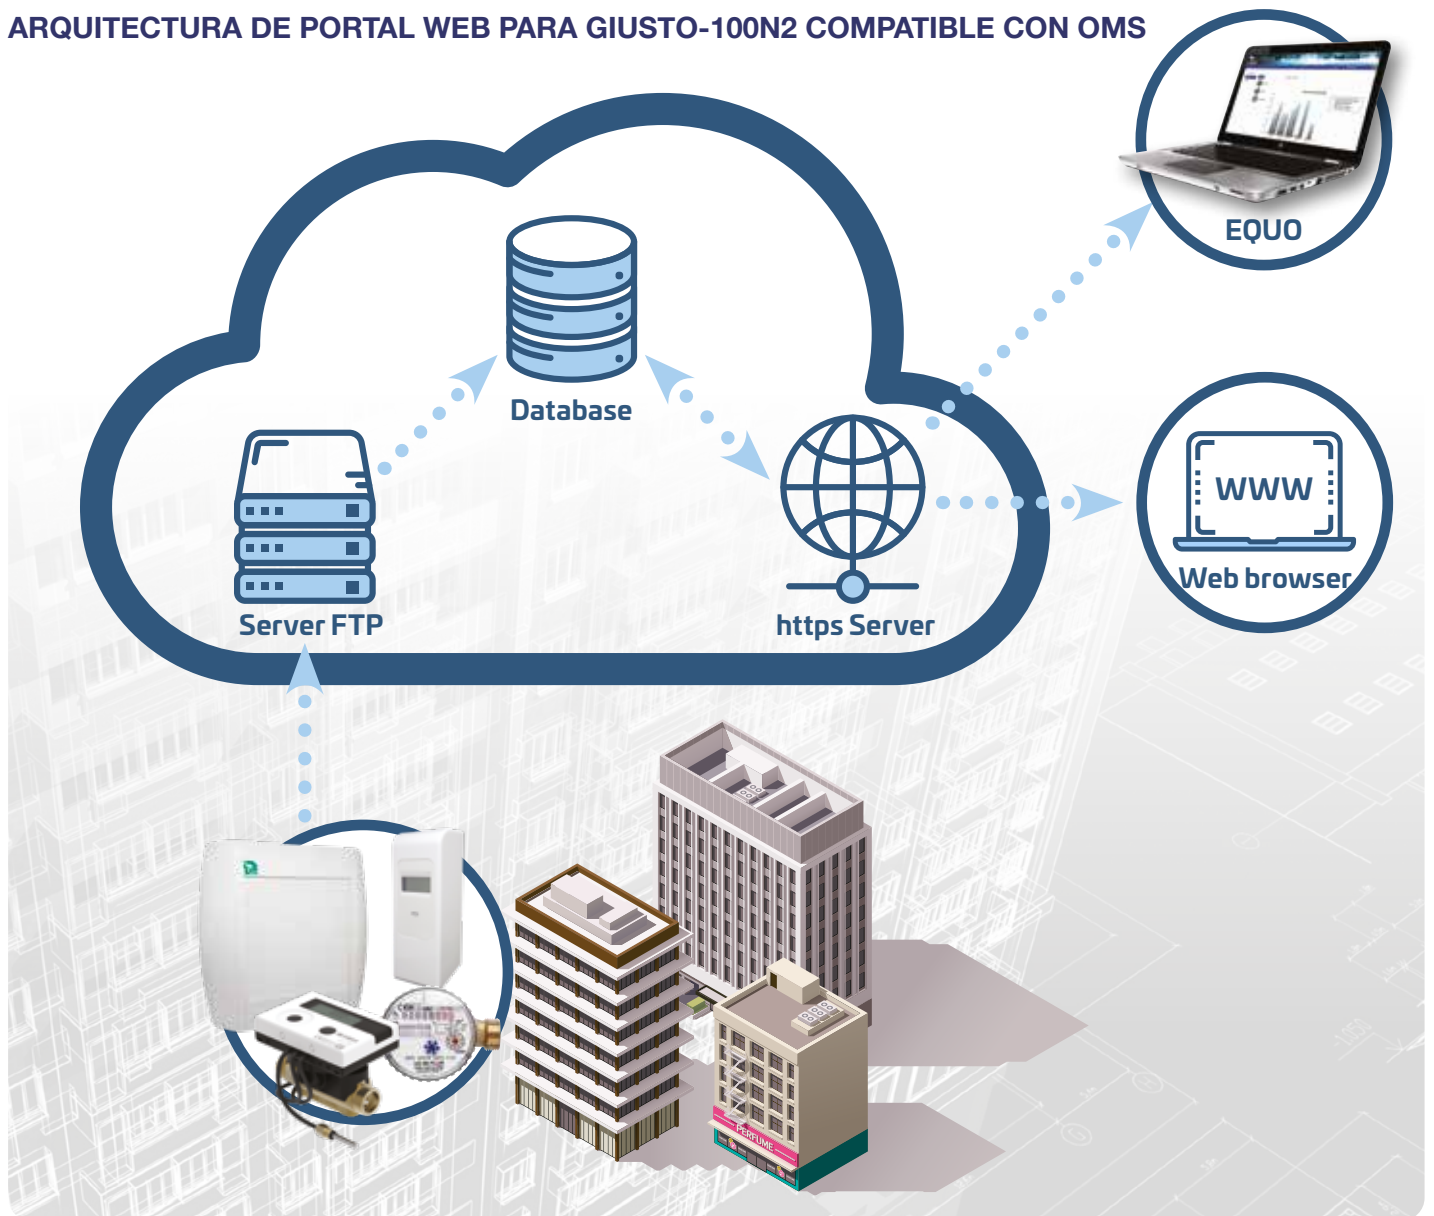 ARQUITECTURA DE PORTAL WEB PARA GIUSTO-100N2 COMPATIBLE CON OMS
EQUO
Database
WWW
Web browser
Server FTP
https Server
PERFUME